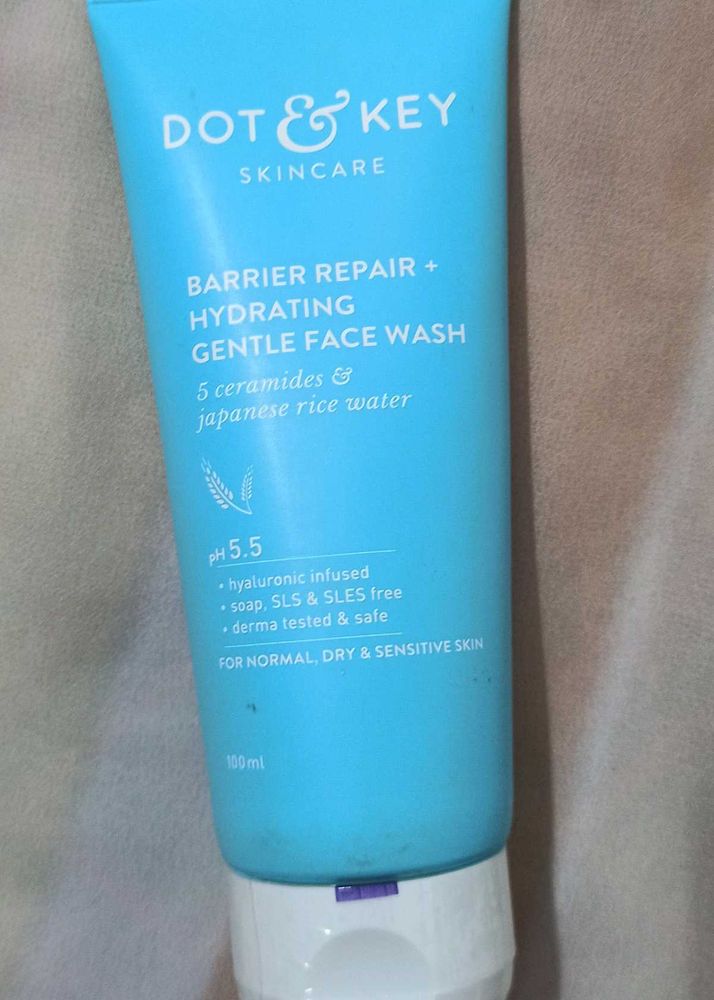 DOT & KEY
SKINCARE
BARRIER REPAIR +
HYDRATING
GENTLE FACE WASH
5 ceramides &
japanese rice water
pH 5.5
• hyaluronic infused
• soap, SLS & SLES free
• derma tested & safe
FOR NORMAL, DRY & SENSITIVE SKIN
100ml